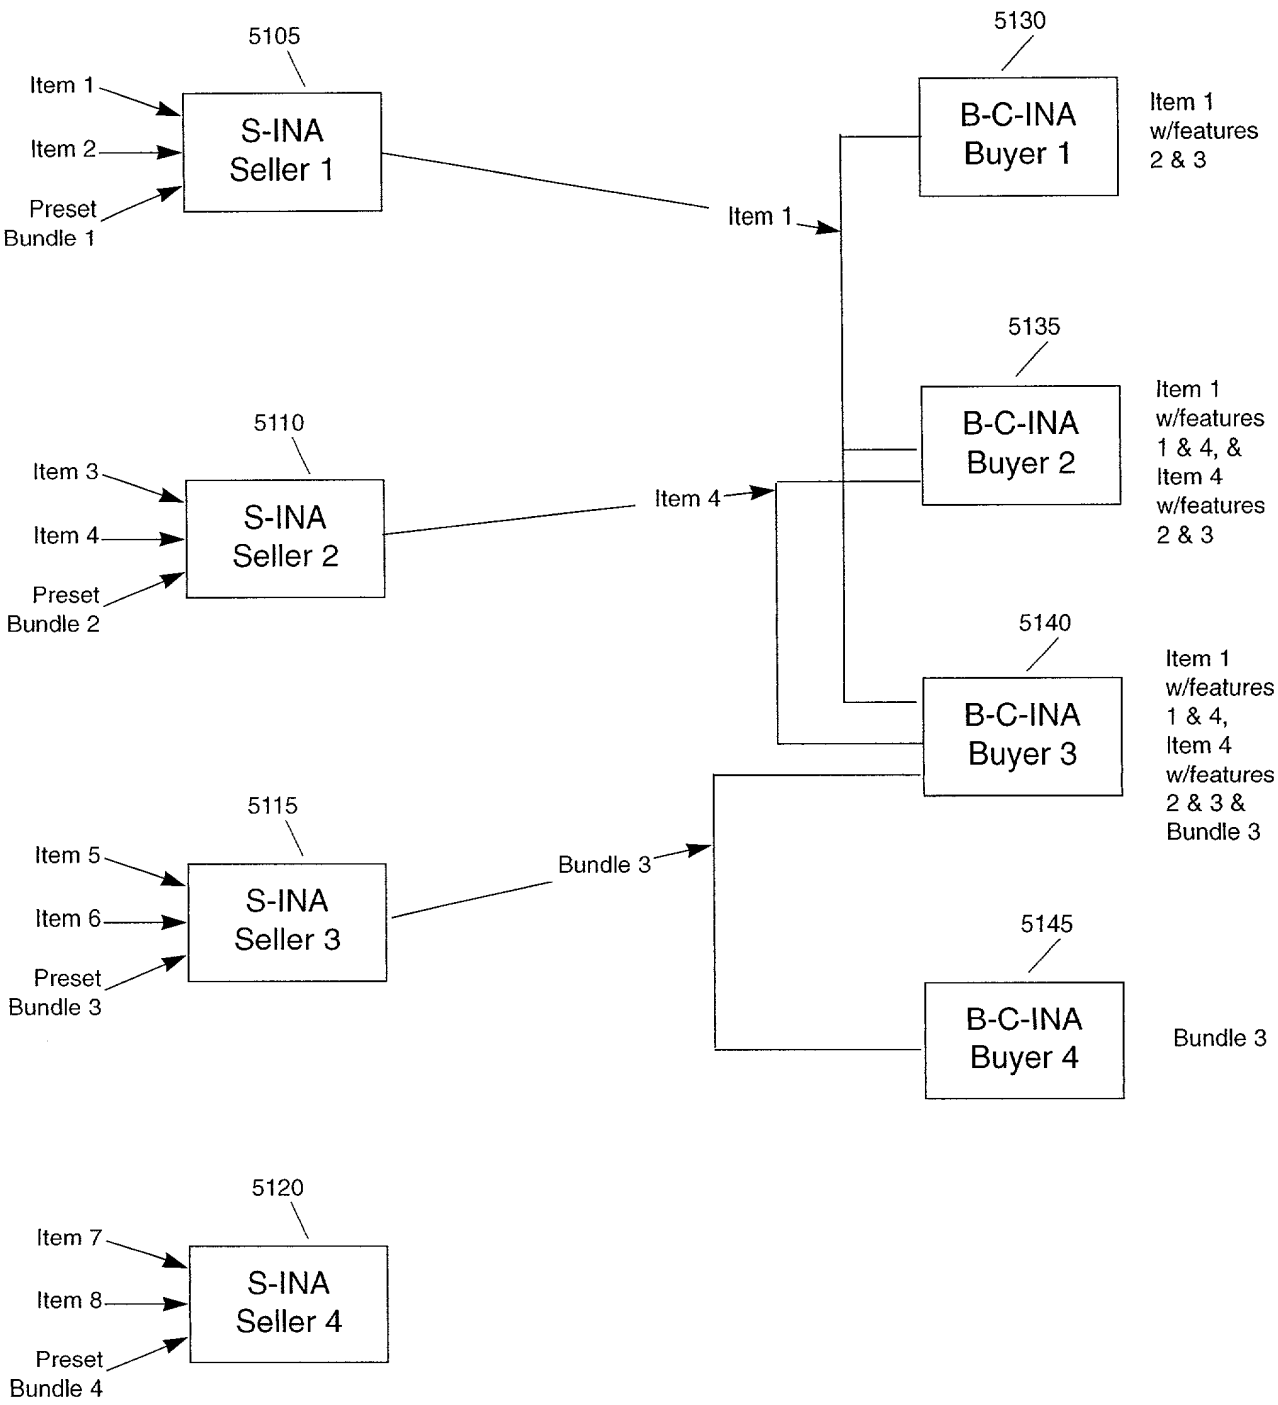 5105
Item 1
Item 2
Preset
Bundle 1
S-INA
Seller 1
Item 1
5130
B-C-INA
Buyer 1
Item 1
w/features
2 & 3
5110
Item 3
Item 4
Preset
Bundle 2
S-INA
Seller 2
Item 4
5135
B-C-INA
Buyer 2
Item 1
w/features
1 & 4, &
Item 4
w/features
2 & 3
5140
B-C-INA
Buyer 3
Item 1
w/features
1 & 4,
Item 4
w/features
2 & 3 &
Bundle 3
5115
Item 5
Item 6
Preset
Bundle 3
S-INA
Seller 3
Bundle 3
5145
B-C-INA
Buyer 4
Bundle 3
5120
Item 7
Item 8
Preset
Bundle 4
S-INA
Seller 4